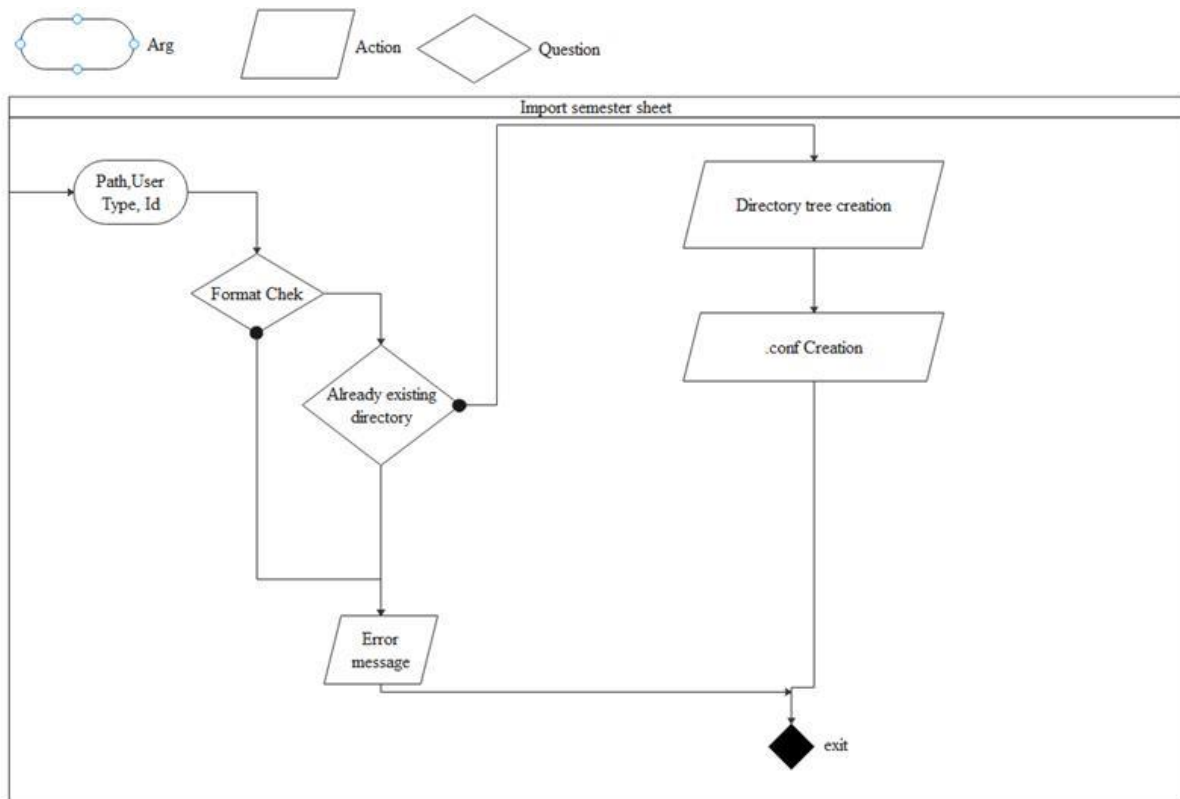 Arg
Action
Question
Import semester sheet
Path,User
Type, Id
Directory tree creation
Format Chek
.conf Creation
Already existing
directory
Error
message
exit